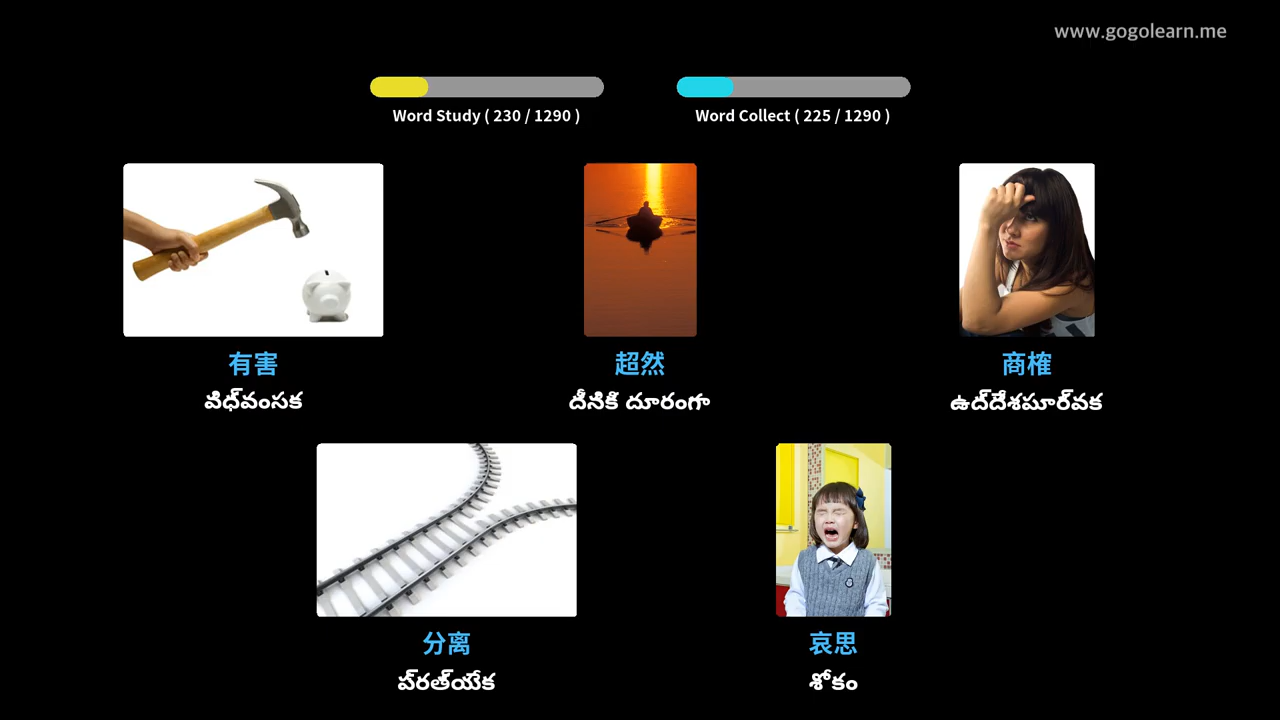 www.gogolearn.me
Word Study ( 230 / 1290 )
Word Collect ( 225 / 1290 )
有害
విధ్వంసక
超然
దీనికి దూరంగా
商榷
ఉద్దేశపూర్వక
分离
ప్రత్యేక
哀思
శోకం